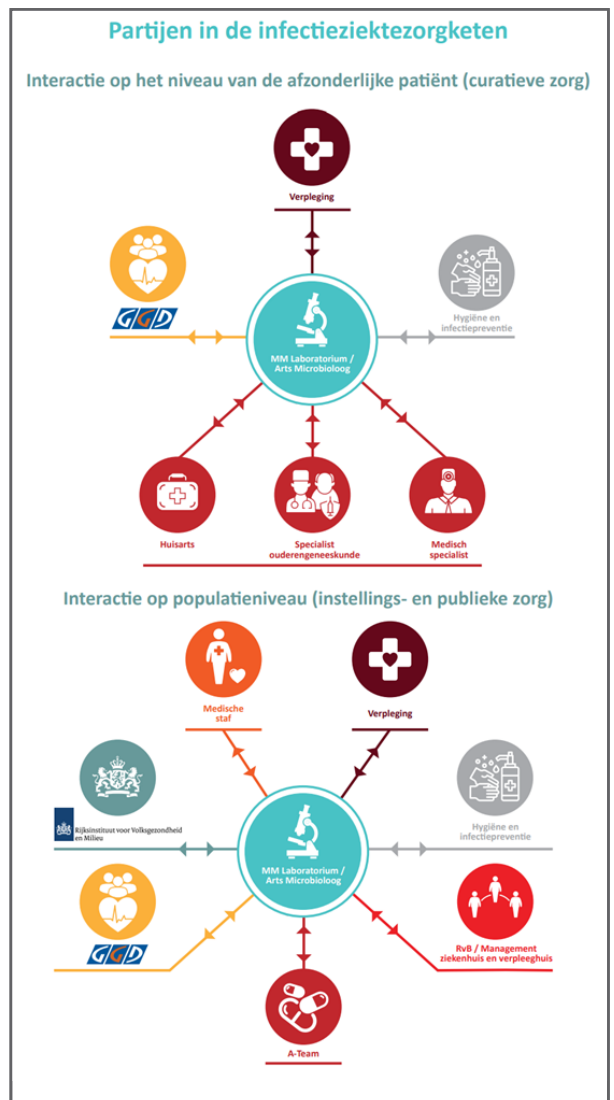 Partijen in de infectieziektezorgketen
Interactie op het niveau van de afzonderlijke patiënt (curatieve zorg)
Verpleging
GGD
Hygiëne en
infectiepreventie
MM Laboratorium /
Arts Microbioloog
Huisarts
Specialist
ouderengeneeskunde
Medisch
specialist
Interactie op populatieniveau (instellings- en publieke zorg)
Medische
staf
Verpleging
Rijksinstituut voor Volksgezondheid
en Milieu
Hygiëne en
infectiepreventie
MM Laboratorium /
Arts Microbioloog
GGD
RvB / Management
ziekenhuis en verpleeghuis
A-Team